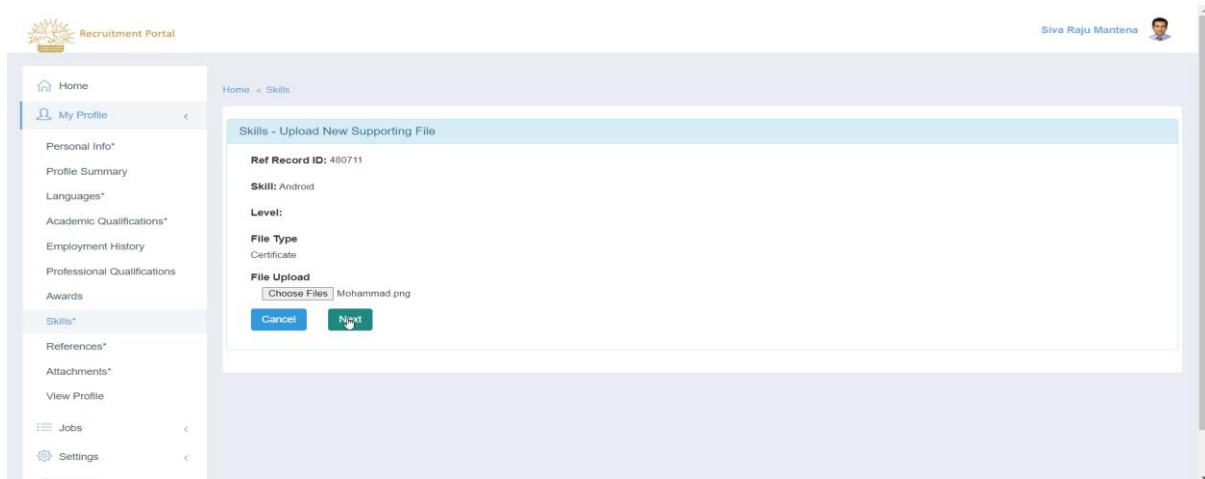 Recruitment Portal
Siva Raju Mantena
Home
My Profile
Personal Info*
Profile Summary
Languages*
Academic Qualifications*
Employment History
Professional Qualifications
Awards
Skills*
References*
Attachments*
View Profile
Jobs
Settings
Home » Skills
Skills - Upload New Supporting File
Ref Record ID: 480711
Skill: Android
Level:
File Type
Certificate
File Upload
Choose Files Mohammad.png
Cancel Next